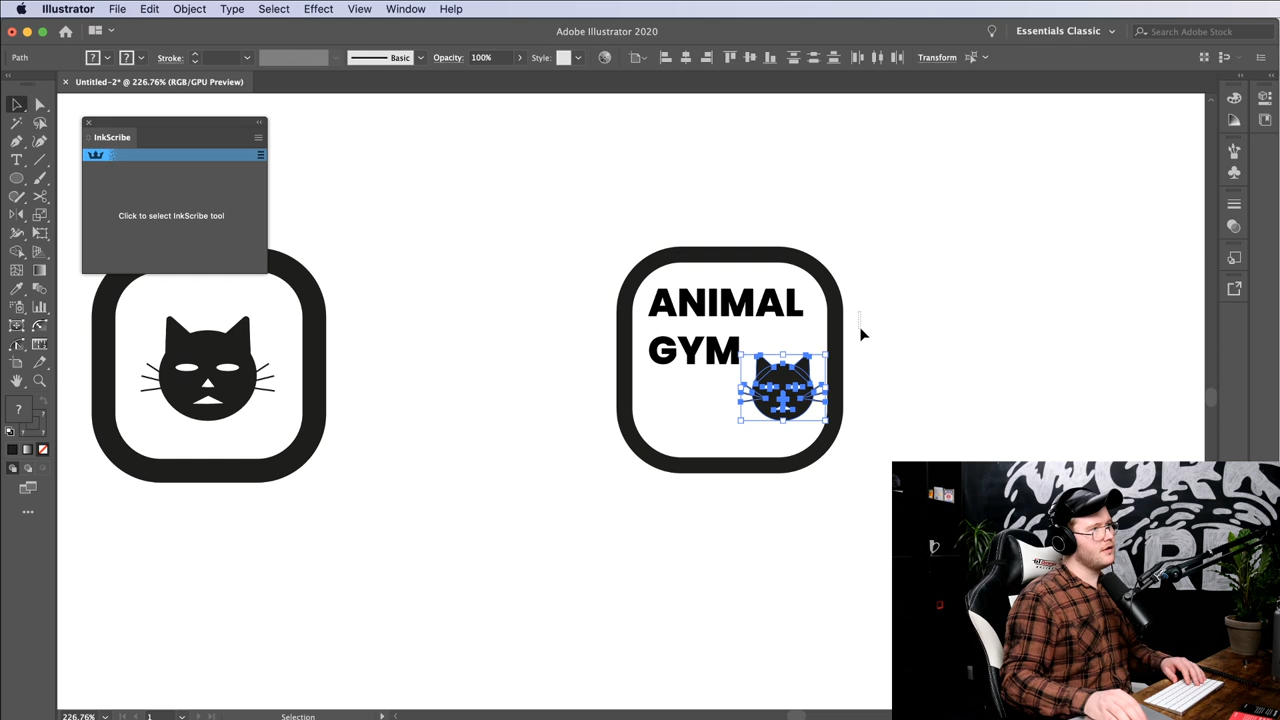 Illustrator File Edit Object Type Select Effect View Window Help
Adobe Illustrator 2020
Essentials Classic
Search Adobe Stock
Path
?
?
Stroke:
Basic
Opacity: 100%
Style:
Transform
× Untitled-2* @ 226.76% (RGB/GPU Preview)
InkScribe
Click to select InkScribe tool
ANIMAL
GYM
?
226.76%
1
Selection